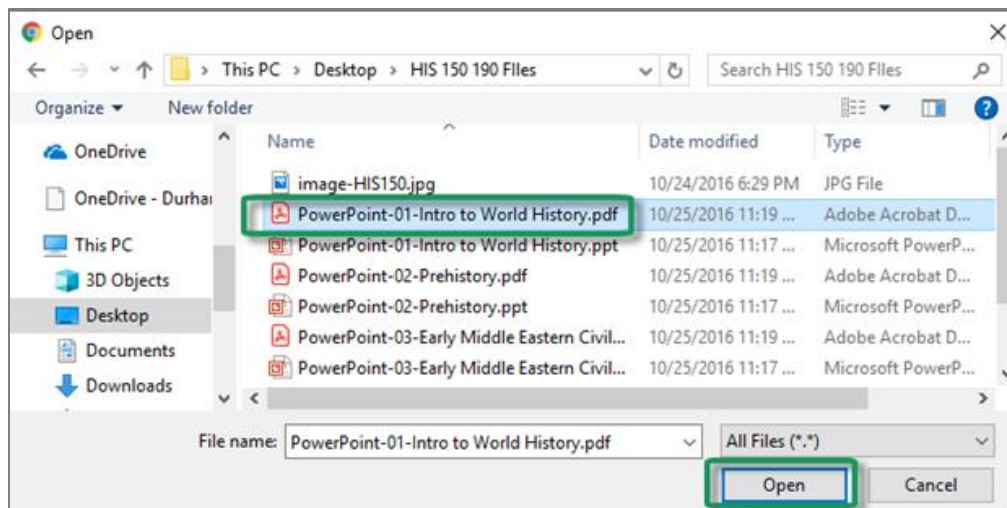 Open
This PC > Desktop > HIS 150 190 FIles
Search HIS 150 190 FIles
Organize
New folder
Name
Date modified
Type
OneDrive
OneDrive - Durhai
This PC
3D Objects
Desktop
Documents
Downloads
image-HIS150.jpg 10/24/2016 6:29 PM JPG File
PowerPoint-01-Intro to World History.pdf 10/25/2016 11:19 ... Adobe Acrobat D...
PowerPoint-01-Intro to World History.ppt 10/25/2016 11:17 ... Microsoft PowerP...
PowerPoint-02-Prehistory.pdf 10/25/2016 11:19 ... Adobe Acrobat D...
PowerPoint-02-Prehistory.ppt 10/25/2016 11:17 ... Microsoft PowerP...
PowerPoint-03-Early Middle Eastern Civil... 10/25/2016 11:19 ... Adobe Acrobat D...
PowerPoint-03-Early Middle Eastern Civil... 10/25/2016 11:17 ... Microsoft PowerP...
File name: PowerPoint-01-Intro to World History.pdf
All Files (*.*)
Open
Cancel